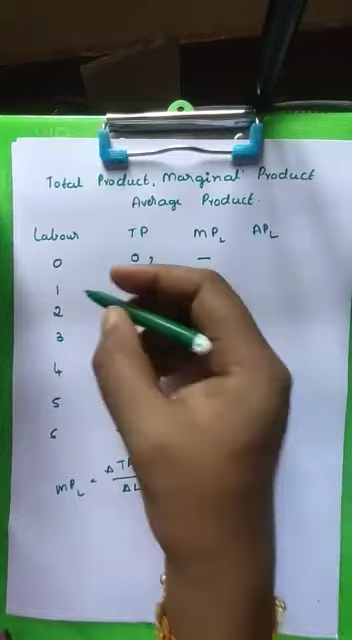 Total Product, Marginal Product
Average Product.
Labour TP MPL APL
0 0, —
1
2
3
4
5
6
MPL = ΔTP
ΔL